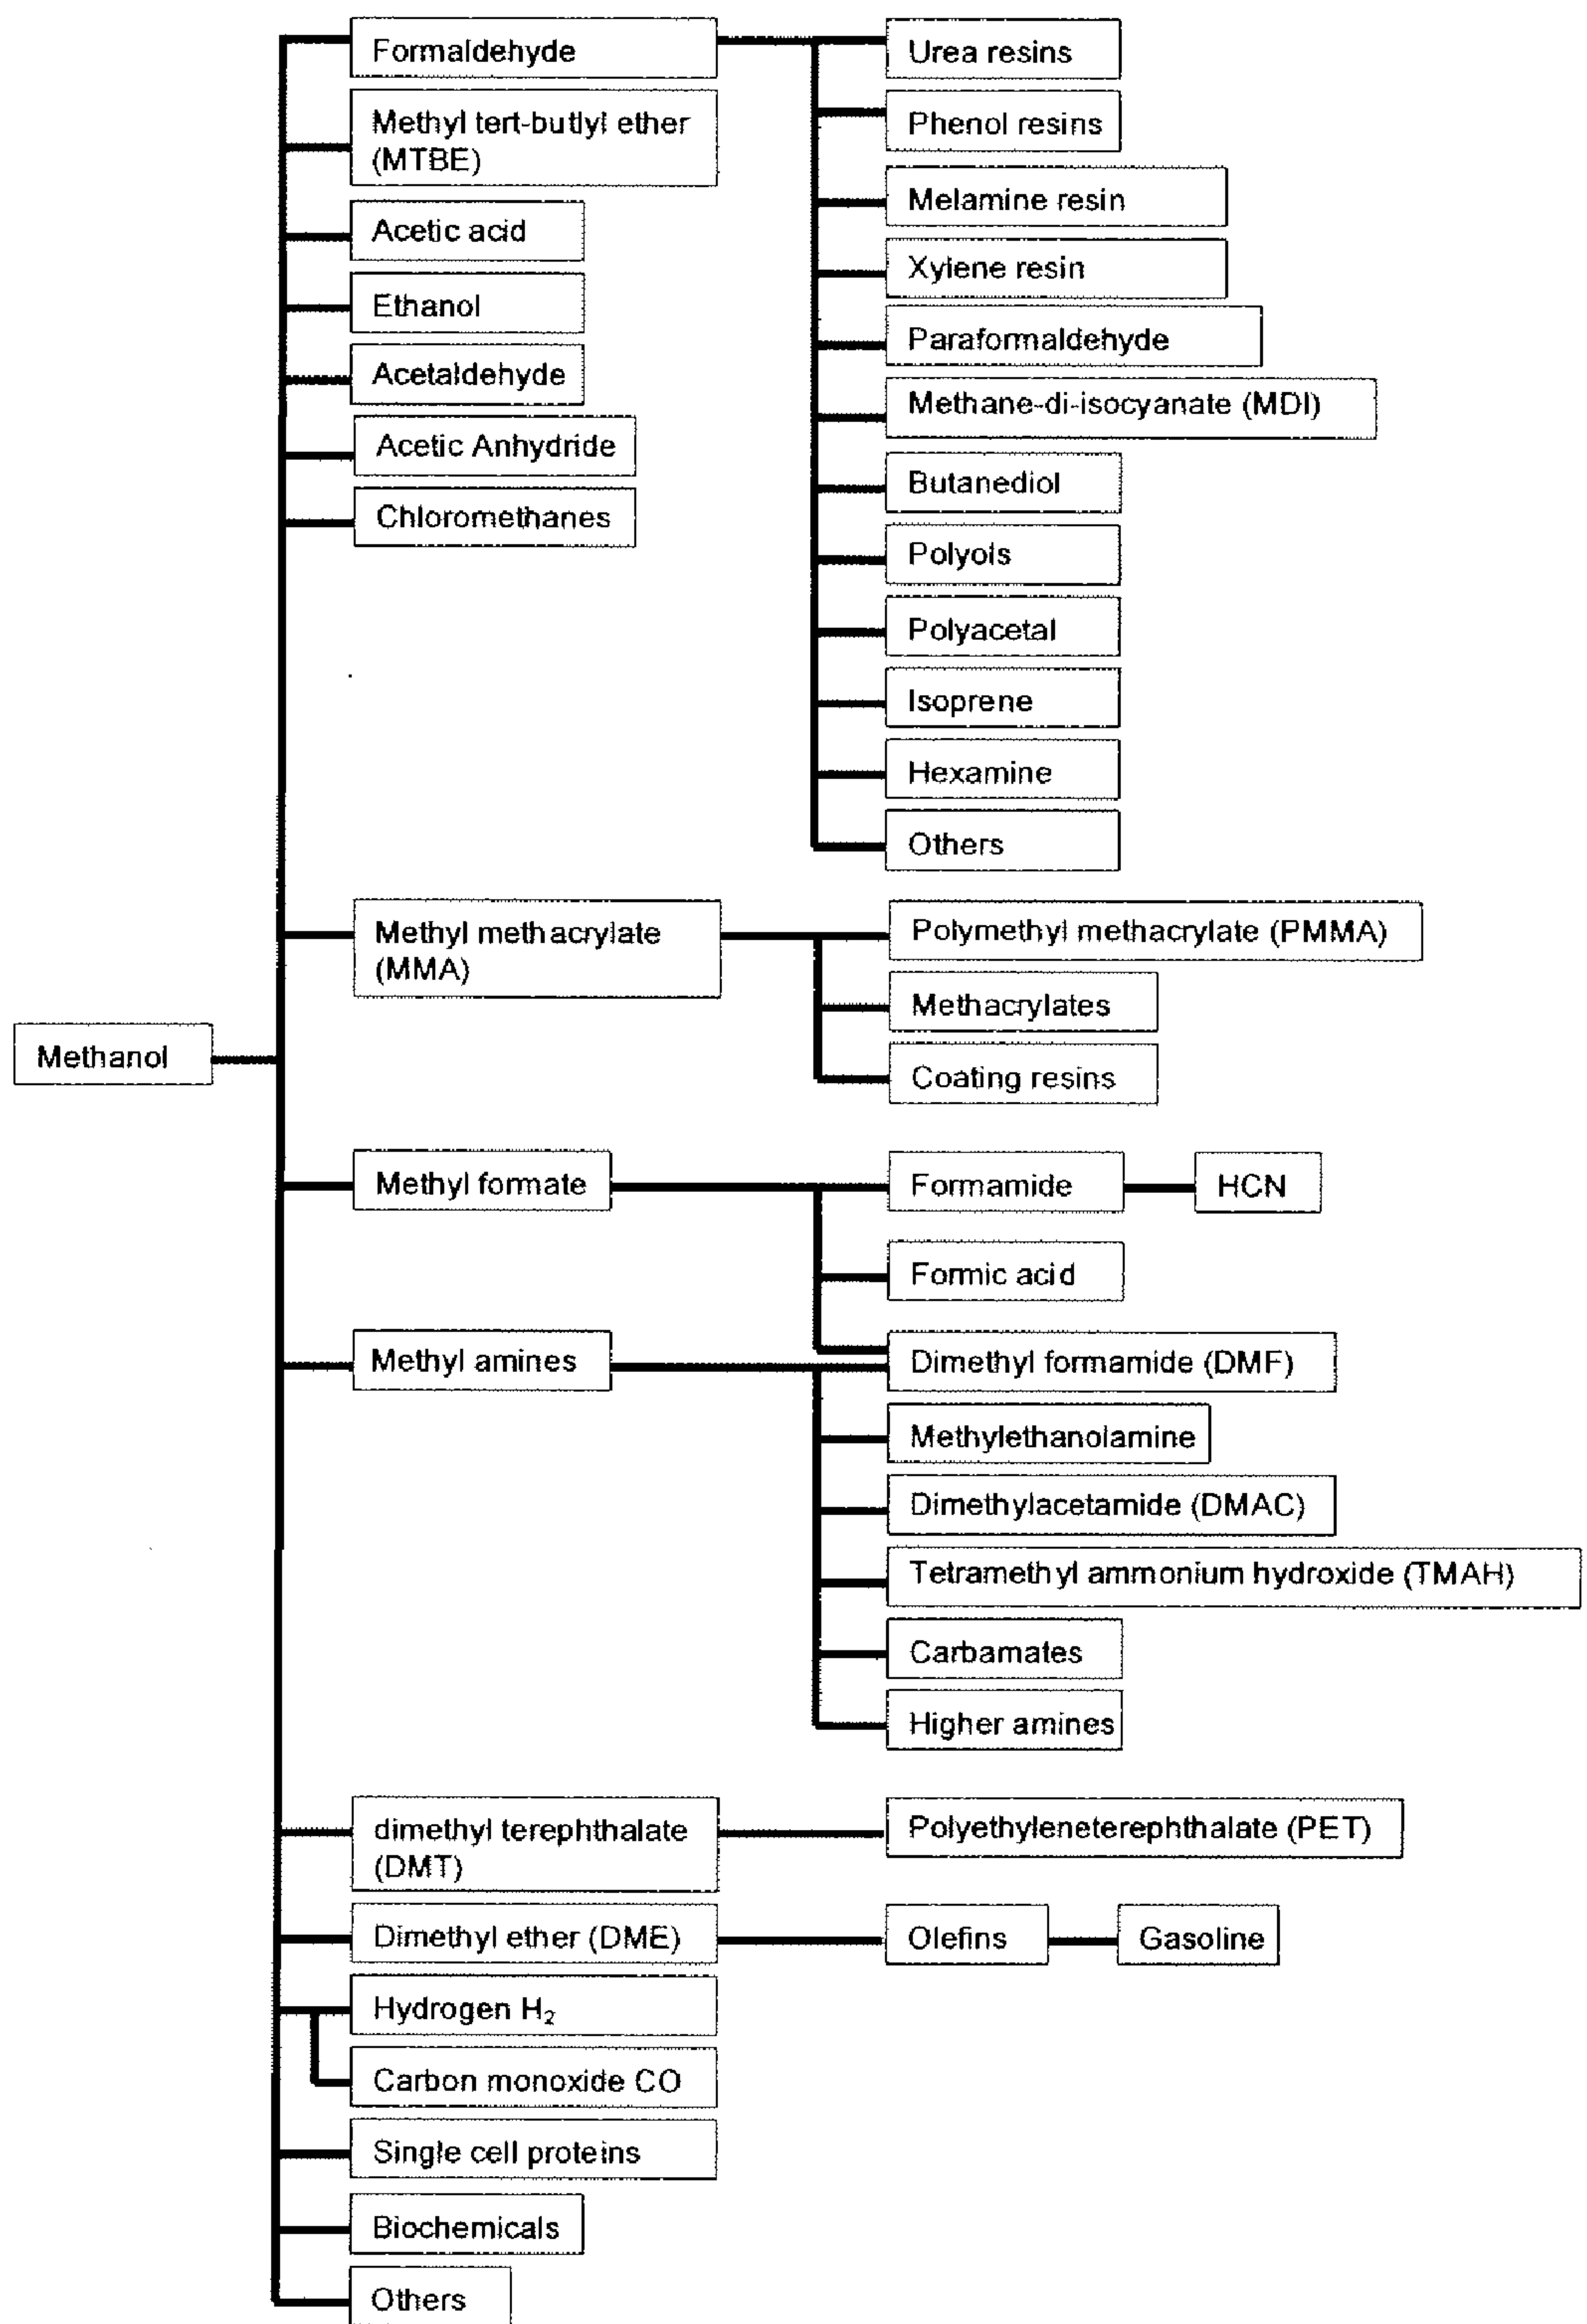 Formaldehyde
Methyl tert-butlyl ether
(MTBE)
Acetic acid
Ethanol
Acetaldehyde
Acetic Anhydride
Chloromethanes
Urea resins
Phenol resins
Melamine resin
Xylene resin
Paraformaldehyde
Methane-di-isocyanate (MDI)
Butanediol
Polyols
Polyacetal
Isoprene
Hexamine
Others
Methanol
Methyl methacrylate
(MMA)
Polymethyl methacrylate (PMMA)
Methacrylates
Coating resins
Methyl formate
Formamide
HCN
Formic acid
Methyl amines
Dimethyl formamide (DMF)
Methylethanolamine
Dimethylacetamide (DMAC)
Tetramethyl ammonium hydroxide (TMAH)
Carbamates
Higher amines
dimethyl terephthalate
(DMT)
Polyethyleneterephthalate (PET)
Dimethyl ether (DME)
Olefins
Gasoline
Hydrogen H₂
Carbon monoxide CO
Single cell proteins
Biochemicals
Others